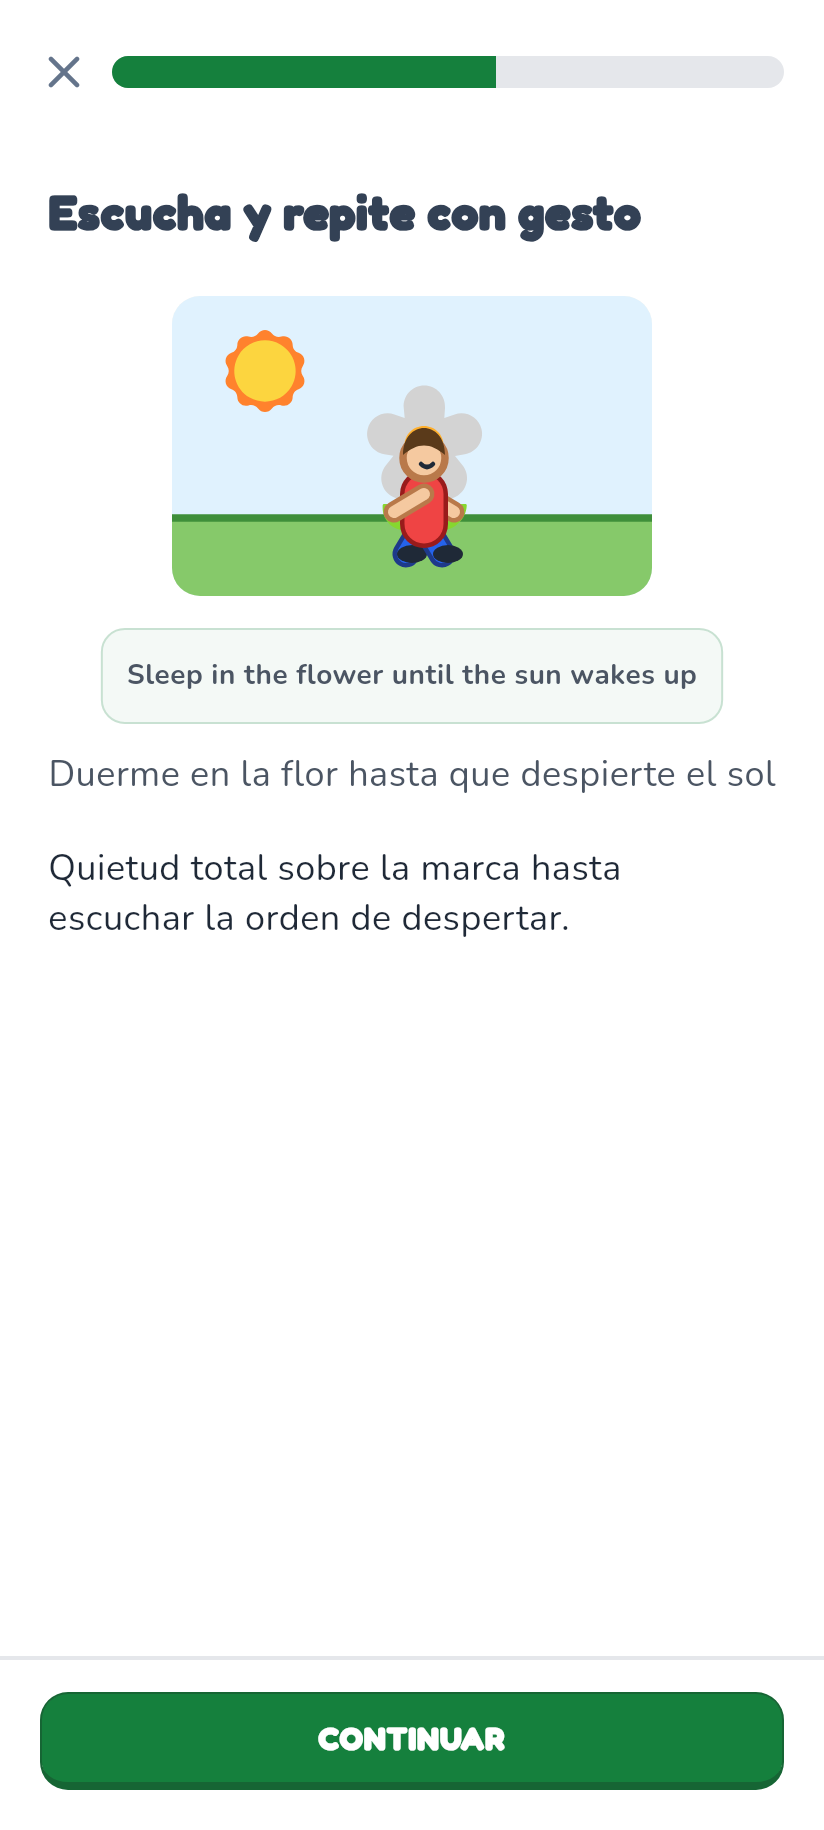 Escucha y repite con gesto
Sleep in the flower until the sun wakes up
Duerme en la flor hasta que despierte el sol
Quietud total sobre la marca hasta
escuchar la orden de despertar.
CONTINUAR